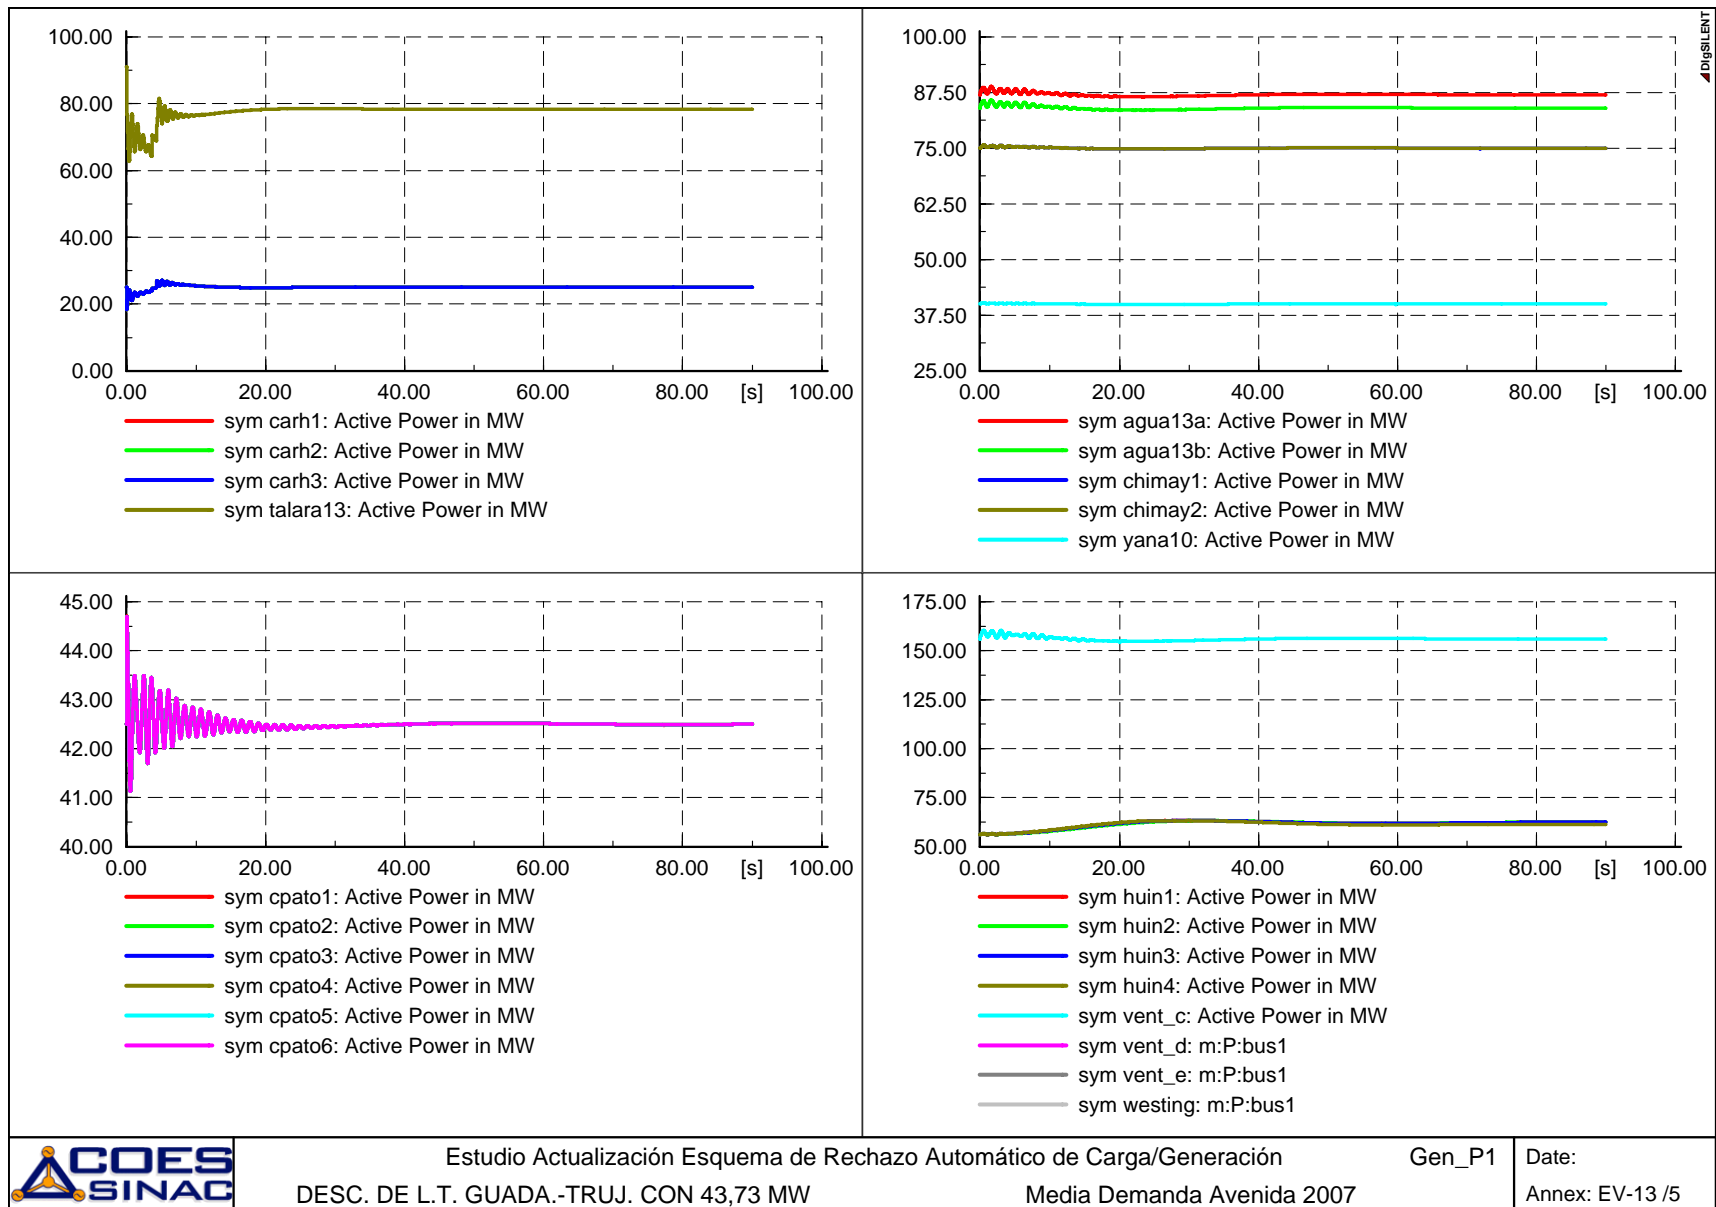 100.00
80.00
60.00
40.00
20.00
0.00
0.00 20.00 40.00 60.00 80.00 [s] 100.00
sym carh1: Active Power in MW
sym carh2: Active Power in MW
sym carh3: Active Power in MW
sym talara13: Active Power in MW
100.00
87.50
75.00
62.50
50.00
37.50
25.00
0.00 20.00 40.00 60.00 80.00 [s] 100.00
sym agua13a: Active Power in MW
sym agua13b: Active Power in MW
sym chimay1: Active Power in MW
sym chimay2: Active Power in MW
sym yana10: Active Power in MW
DIgSILENT
45.00
44.00
43.00
42.00
41.00
40.00
0.00 20.00 40.00 60.00 80.00 [s] 100.00
sym cpato1: Active Power in MW
sym cpato2: Active Power in MW
sym cpato3: Active Power in MW
sym cpato4: Active Power in MW
sym cpato5: Active Power in MW
sym cpato6: Active Power in MW
175.00
150.00
125.00
100.00
75.00
50.00
0.00 20.00 40.00 60.00 80.00 [s] 100.00
sym huin1: Active Power in MW
sym huin2: Active Power in MW
sym huin3: Active Power in MW
sym huin4: Active Power in MW
sym vent_c: Active Power in MW
sym vent_d: m:P:bus1
sym vent_e: m:P:bus1
sym westing: m:P:bus1
COES
SINAC
Estudio Actualización Esquema de Rechazo Automático de Carga/Generación Gen_P1
DESC. DE L.T. GUADA.-TRUJ. CON 43,73 MW Media Demanda Avenida 2007
Date:
Annex: EV-13 /5